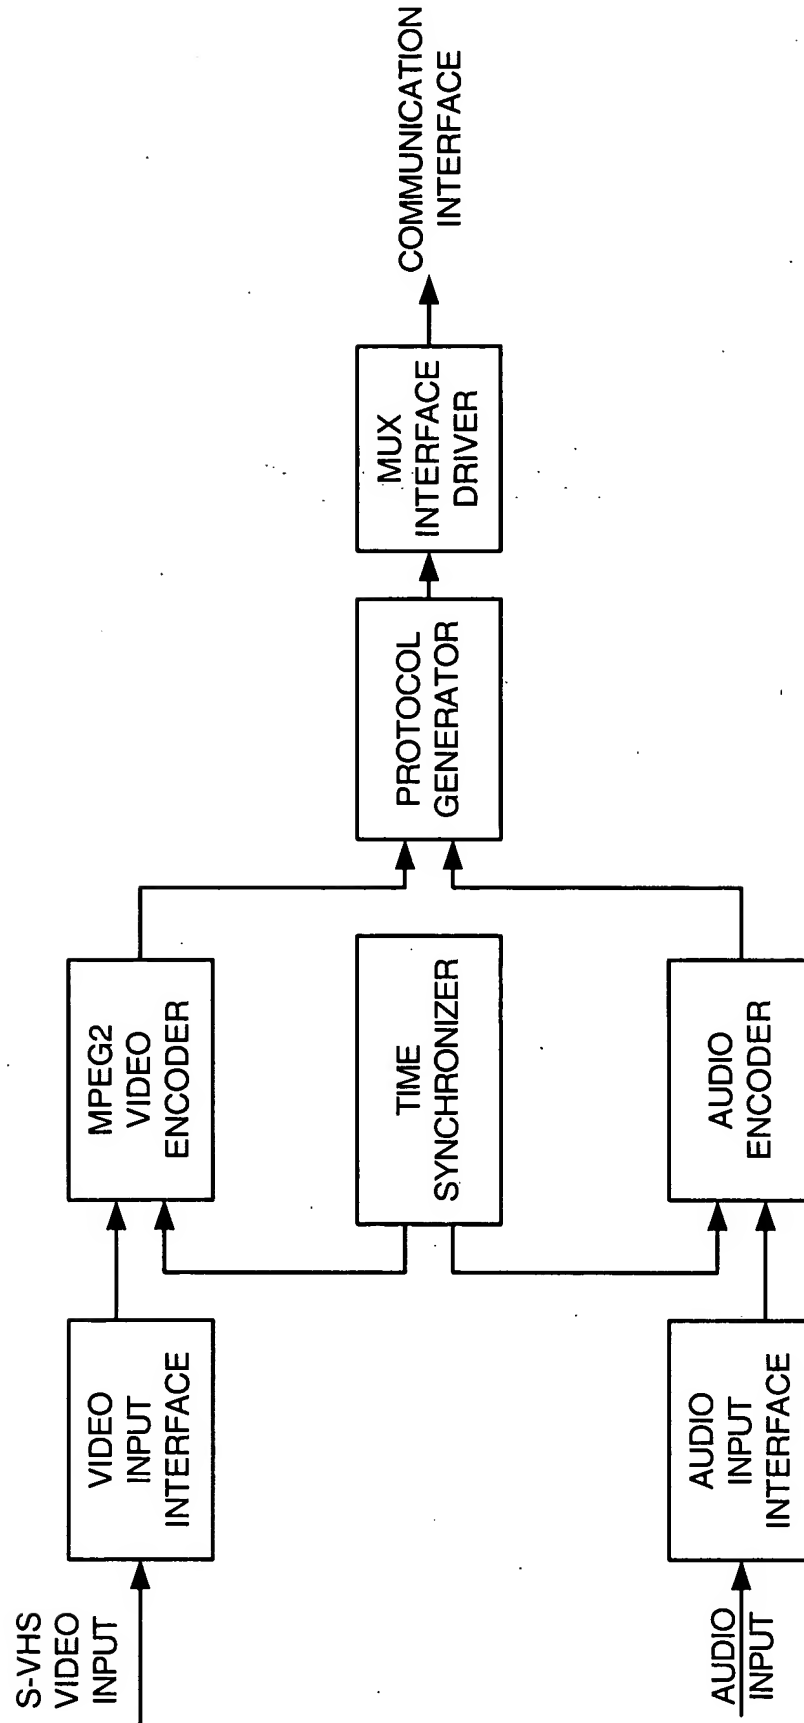 S-VHS
VIDEO
INPUT
VIDEO
INPUT
INTERFACE
MPEG2
VIDEO
ENCODER
TIME
SYNCHRONIZER
AUDIO
INPUT
AUDIO
INPUT
INTERFACE
AUDIO
ENCODER
PROTOCOL
GENERATOR
MUX
INTERFACE
DRIVER
COMMUNICATION
INTERFACE